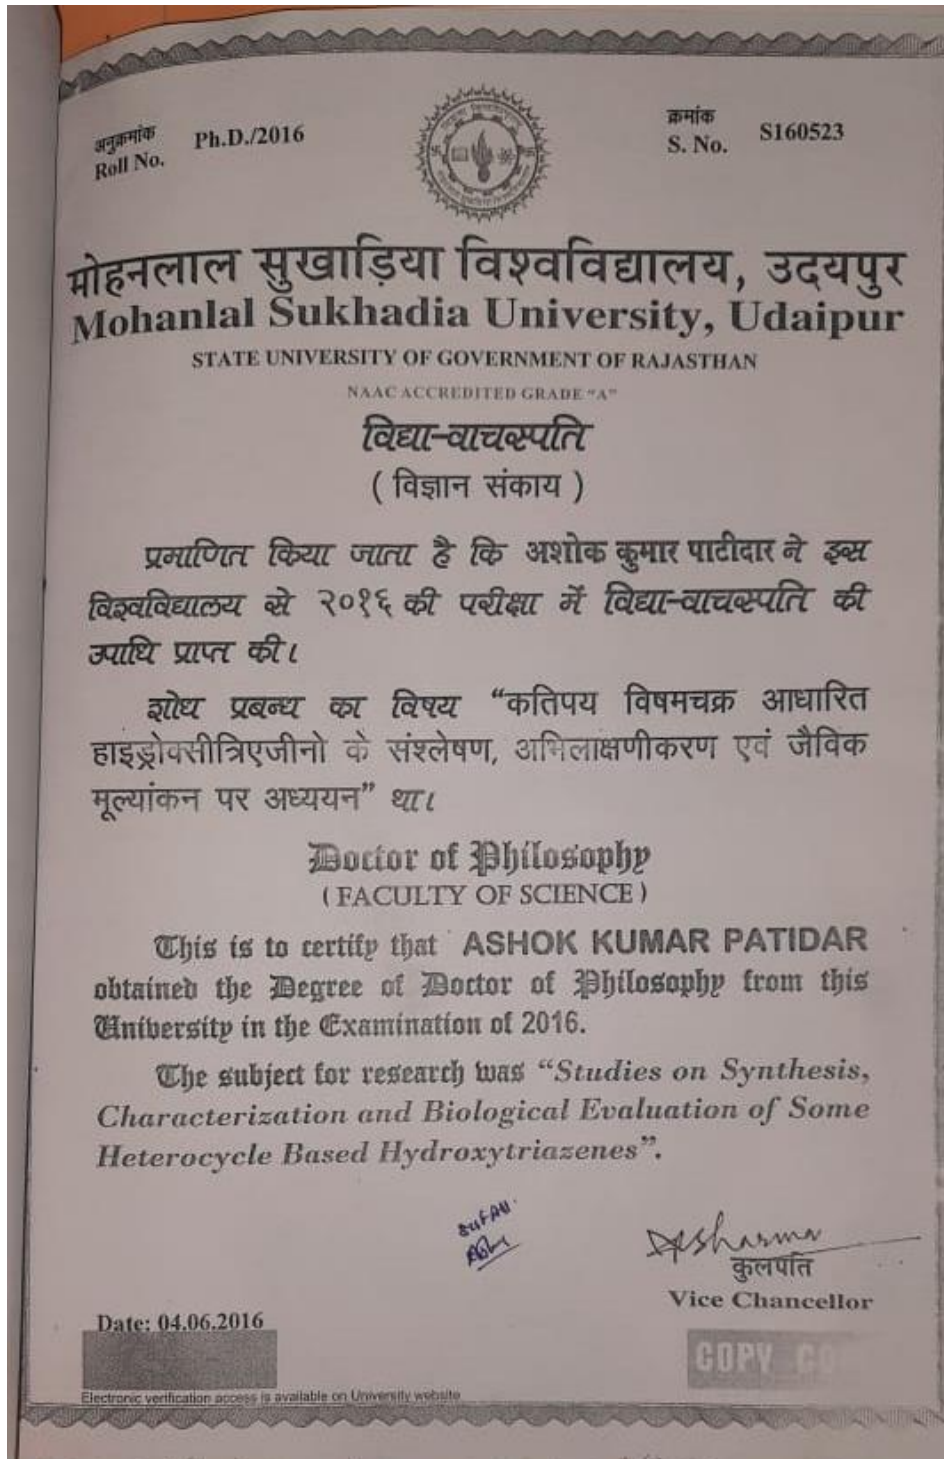 अनुक्रमांक
Roll No. Ph.D./2016
क्रमांक
S. No. S160523
मोहनलाल सुखाड़िया विश्वविद्यालय, उदयपुर
Mohanlal Sukhadia University, Udaipur
STATE UNIVERSITY OF GOVERNMENT OF RAJASTHAN
NAAC ACCREDITED GRADE "A"
विद्या-वाचस्पति
( विज्ञान संकाय )
प्रमाणित किया जाता है कि अशोक कुमार पाटीदार ने इस
विश्वविद्यालय से २०१६ की परीक्षा में विद्या-वाचस्पति की
उपाधि प्राप्त की।
शोध प्रबन्ध का विषय “कतिपय विषमचक्र आधारित
हाइड्रोक्सीत्रिएजीनो के संश्लेषण, अभिलाक्षणीकरण एवं जैविक
मूल्यांकन पर अध्ययन” था।
Doctor of Philosophy
( FACULTY OF SCIENCE )
This is to certify that ASHOK KUMAR PATIDAR
obtained the Degree of Doctor of Philosophy from this
University in the Examination of 2016.
The subject for research was “Studies on Synthesis,
Characterization and Biological Evaluation of Some
Heterocycle Based Hydroxytriazenes”.
कुलपति
Vice Chancellor
Date: 04.06.2016
COPY
Electronic verification access is available on University website